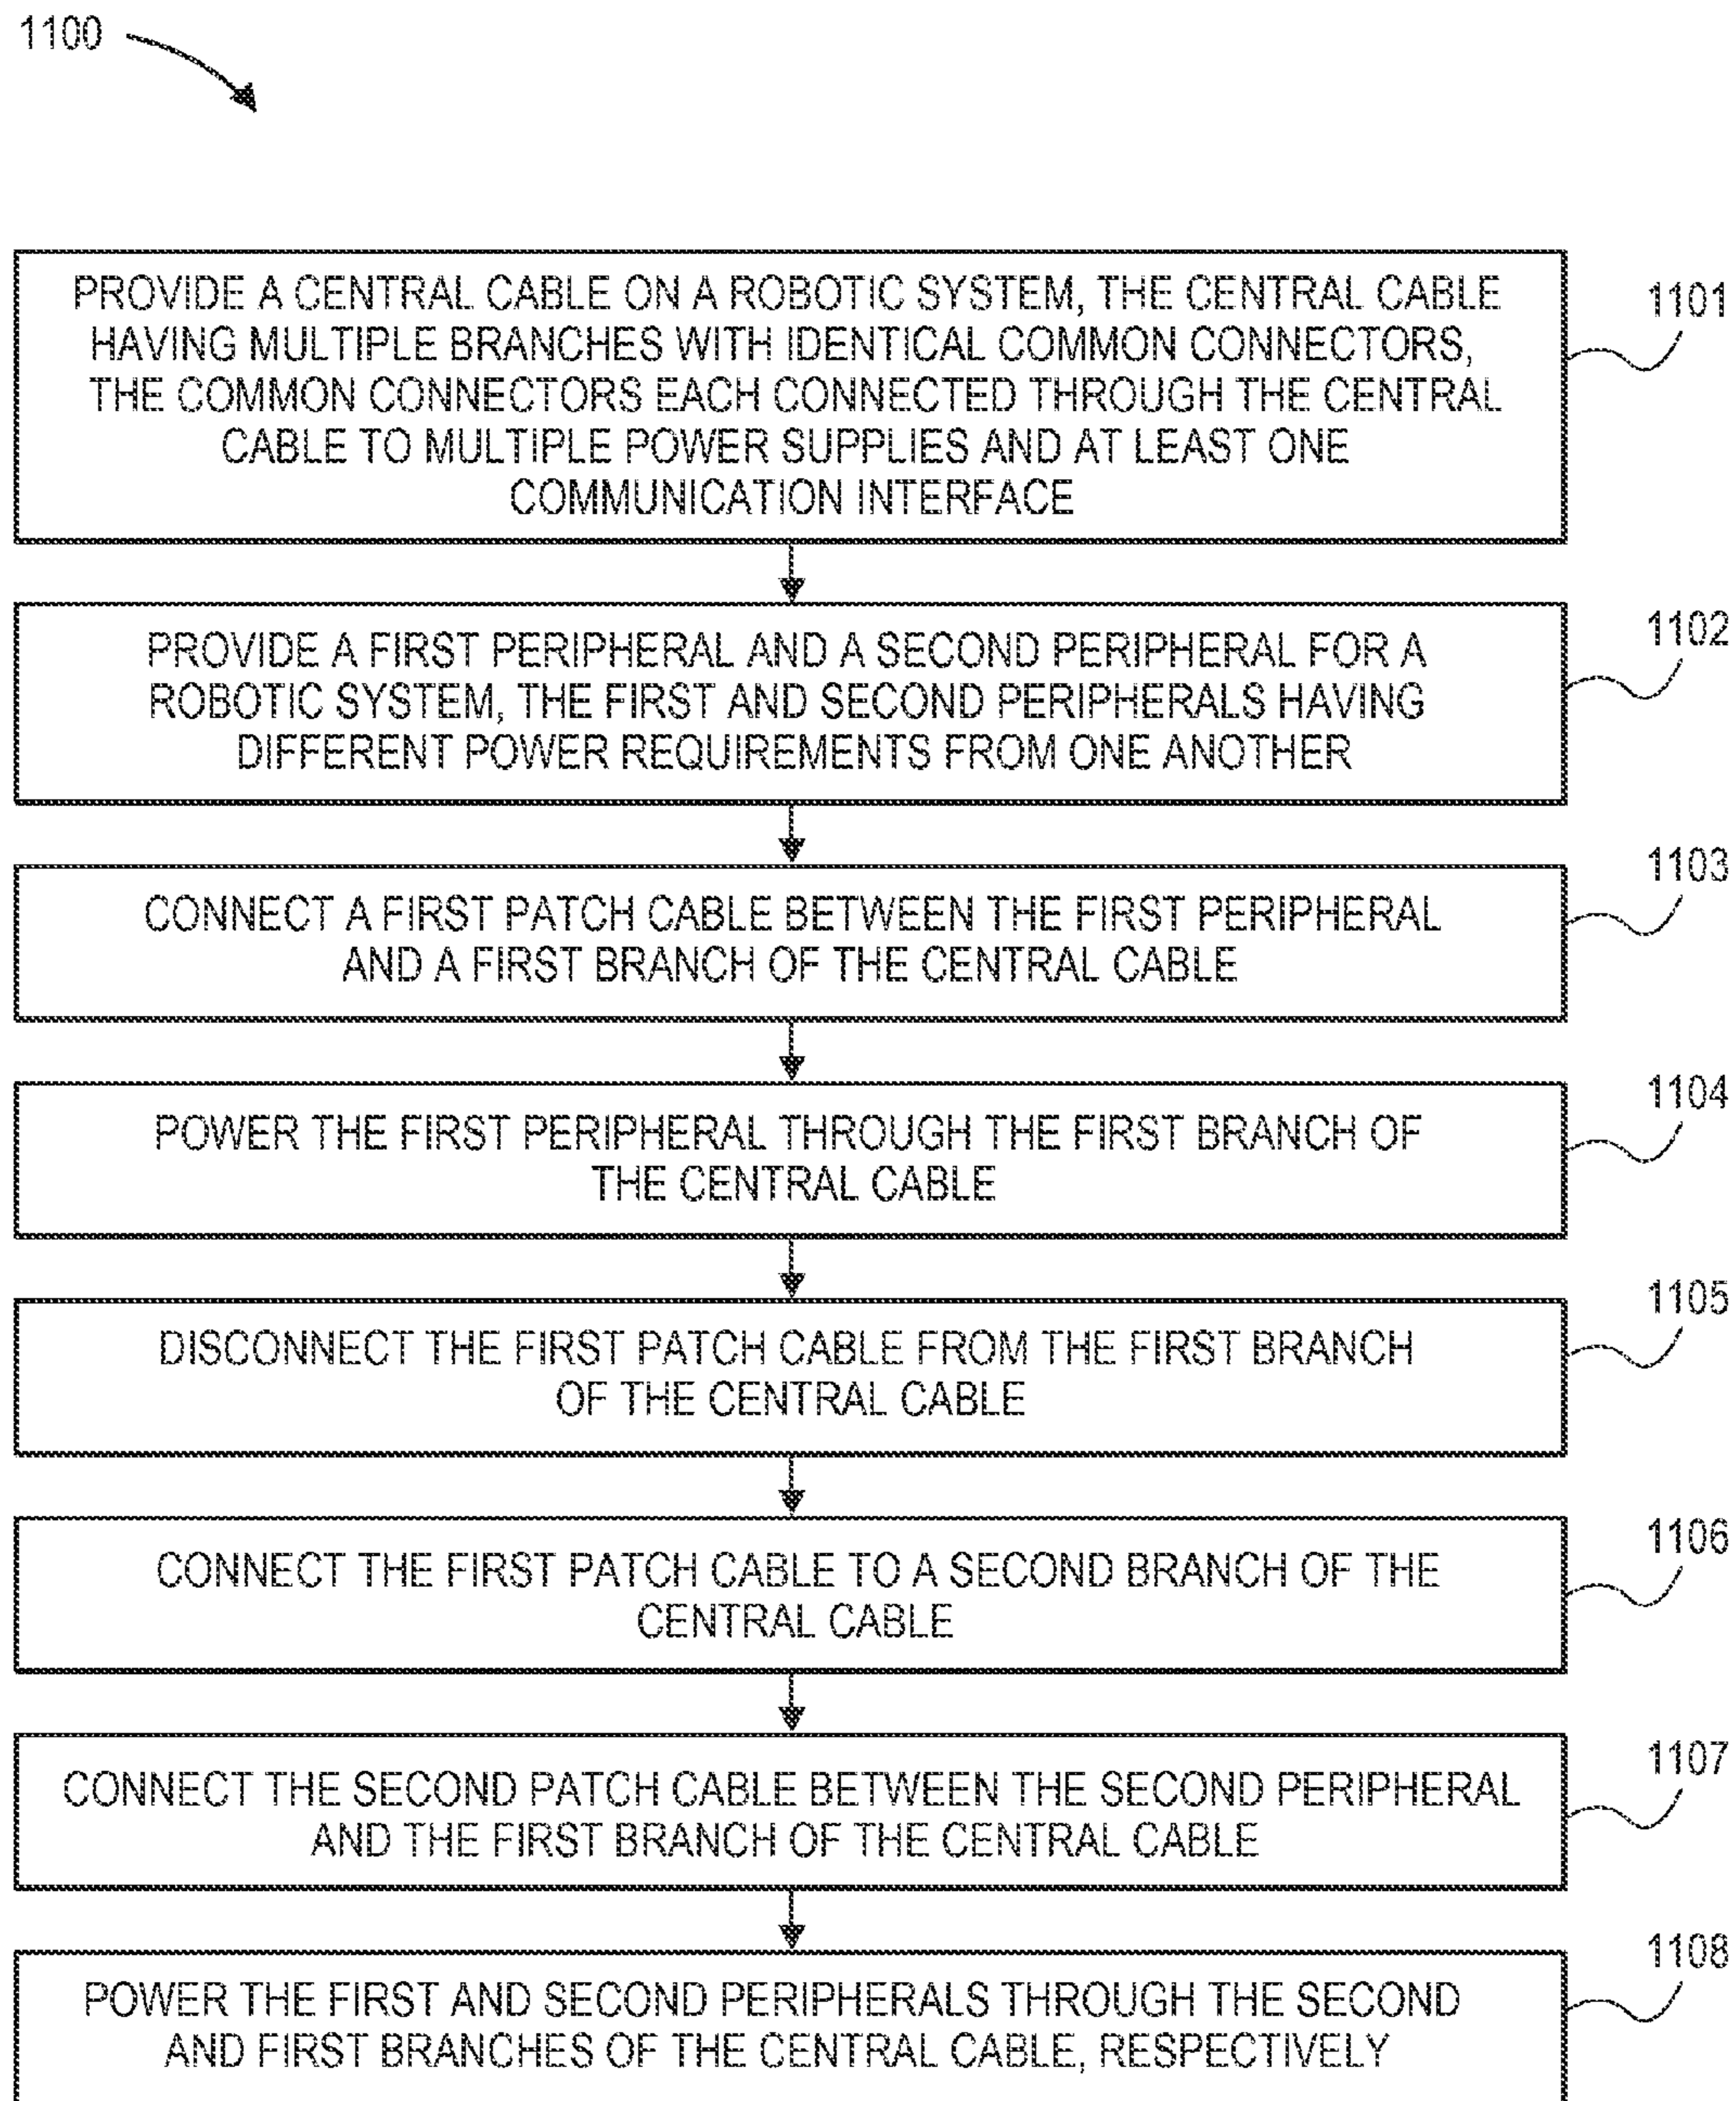 1100
PROVIDE A CENTRAL CABLE ON A ROBOTIC SYSTEM, THE CENTRAL CABLE
HAVING MULTIPLE BRANCHES WITH IDENTICAL COMMON CONNECTORS,
THE COMMON CONNECTORS EACH CONNECTED THROUGH THE CENTRAL
CABLE TO MULTIPLE POWER SUPPLIES AND AT LEAST ONE
COMMUNICATION INTERFACE
1101
PROVIDE A FIRST PERIPHERAL AND A SECOND PERIPHERAL FOR A
ROBOTIC SYSTEM, THE FIRST AND SECOND PERIPHERALS HAVING
DIFFERENT POWER REQUIREMENTS FROM ONE ANOTHER
1102
CONNECT A FIRST PATCH CABLE BETWEEN THE FIRST PERIPHERAL
AND A FIRST BRANCH OF THE CENTRAL CABLE
1103
POWER THE FIRST PERIPHERAL THROUGH THE FIRST BRANCH OF
THE CENTRAL CABLE
1104
DISCONNECT THE FIRST PATCH CABLE FROM THE FIRST BRANCH
OF THE CENTRAL CABLE
1105
CONNECT THE FIRST PATCH CABLE TO A SECOND BRANCH OF THE
CENTRAL CABLE
1106
CONNECT THE SECOND PATCH CABLE BETWEEN THE SECOND PERIPHERAL
AND THE FIRST BRANCH OF THE CENTRAL CABLE
1107
POWER THE FIRST AND SECOND PERIPHERALS THROUGH THE SECOND
AND FIRST BRANCHES OF THE CENTRAL CABLE, RESPECTIVELY
1108